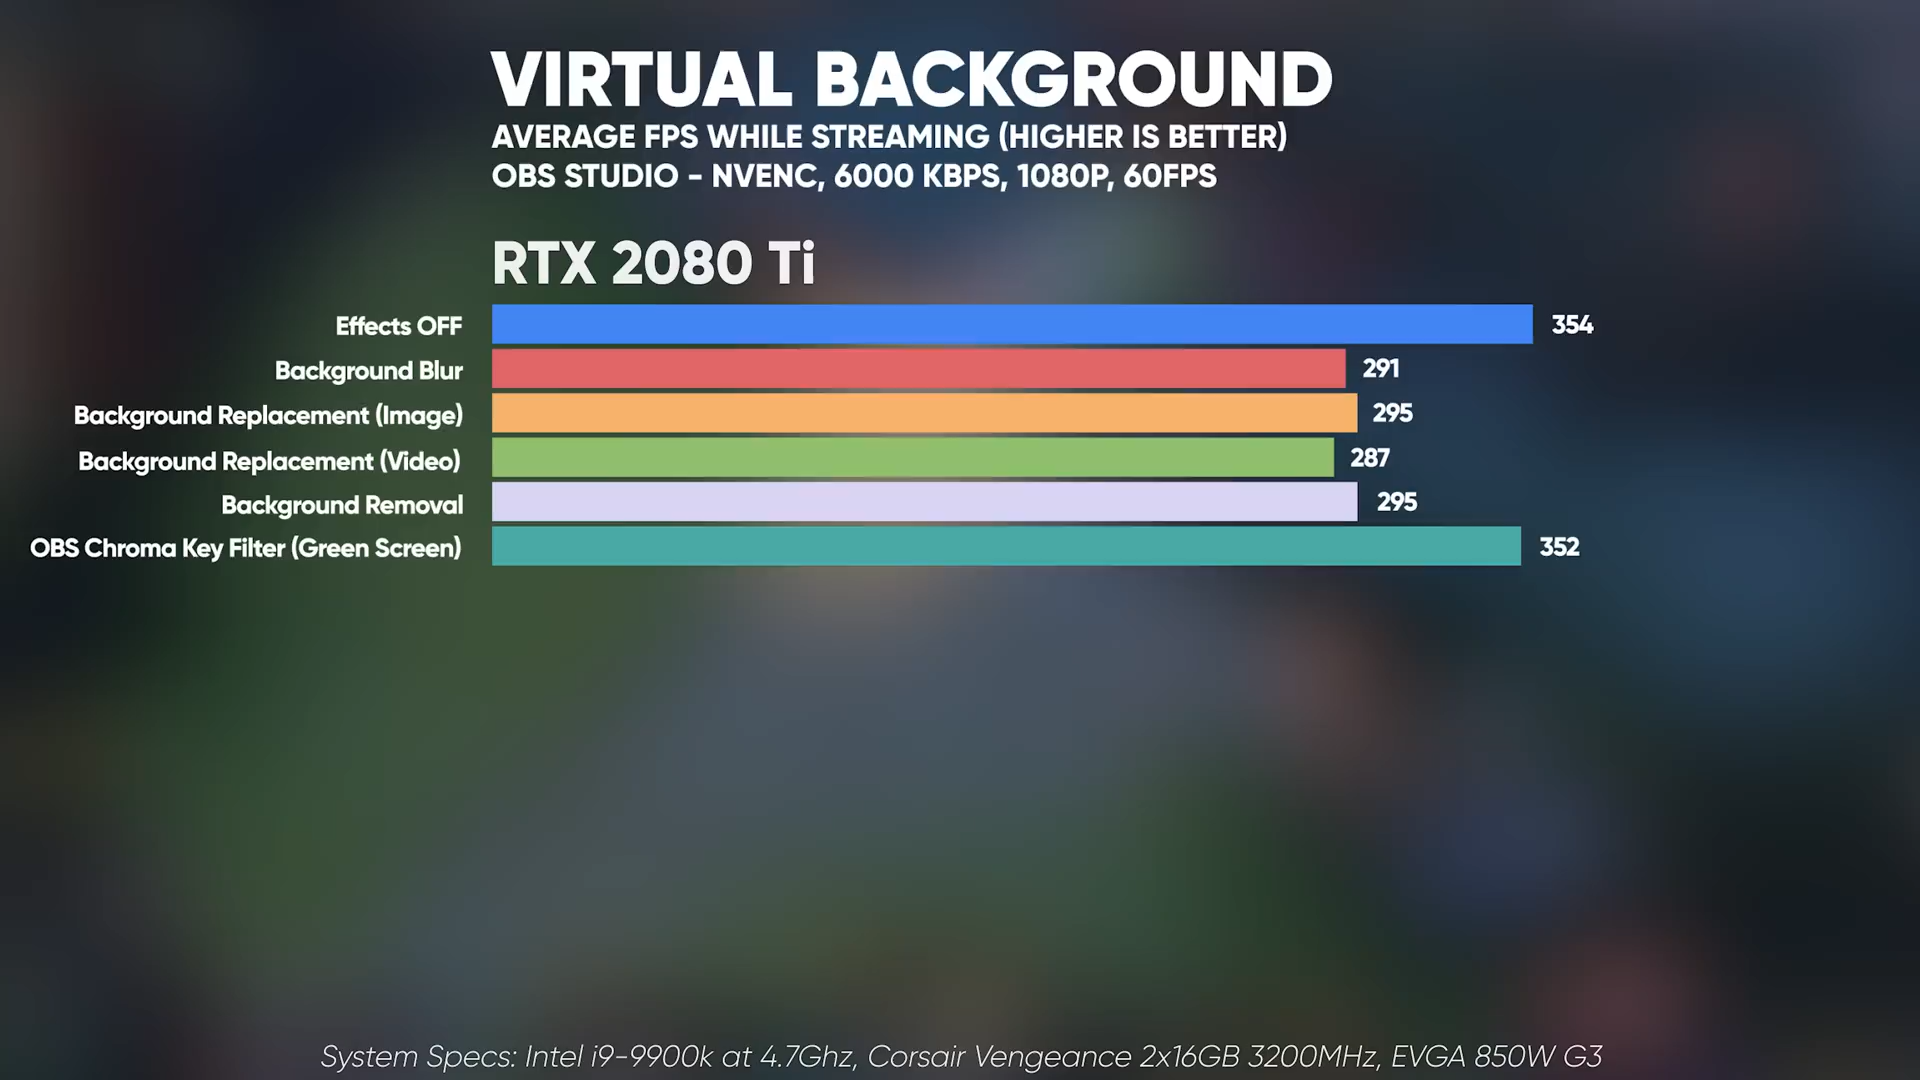 VIRTUAL BACKGROUND
AVERAGE FPS WHILE STREAMING (HIGHER IS BETTER)
OBS STUDIO - NVENC, 6000 KBPS, 1080P, 60FPS
RTX 2080 Ti
Effects OFF 354
Background Blur 291
Background Replacement (Image) 295
Background Replacement (Video) 287
Background Removal 295
OBS Chroma Key Filter (Green Screen) 352
System Specs: Intel i9-9900k at 4.7Ghz, Corsair Vengeance 2x16GB 3200MHz, EVGA 850W G3